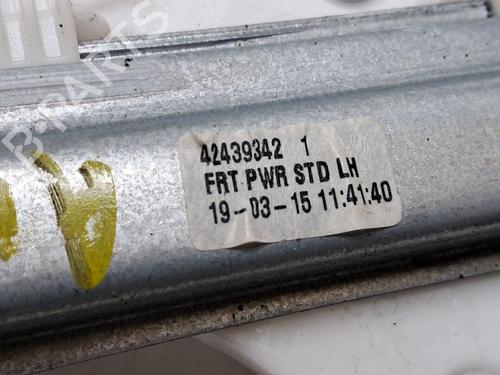 B-PARTS
42439342 1
FRT PWR STD LH
19-03-15 11:41:40